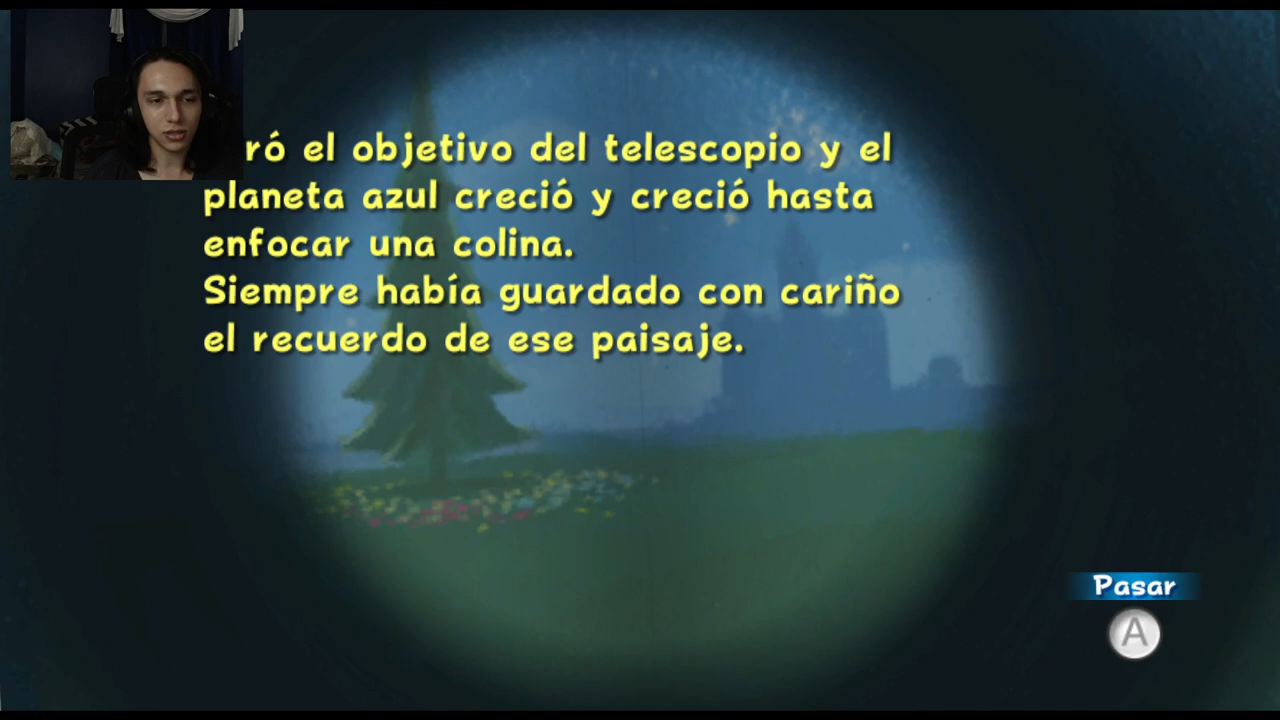 el objetivo del telescopio y el
planeta azul creció y creció hasta
enfocar una colina.
Siempre había guardado con cariño
el recuerdo de ese paisaje.
Pasar
A